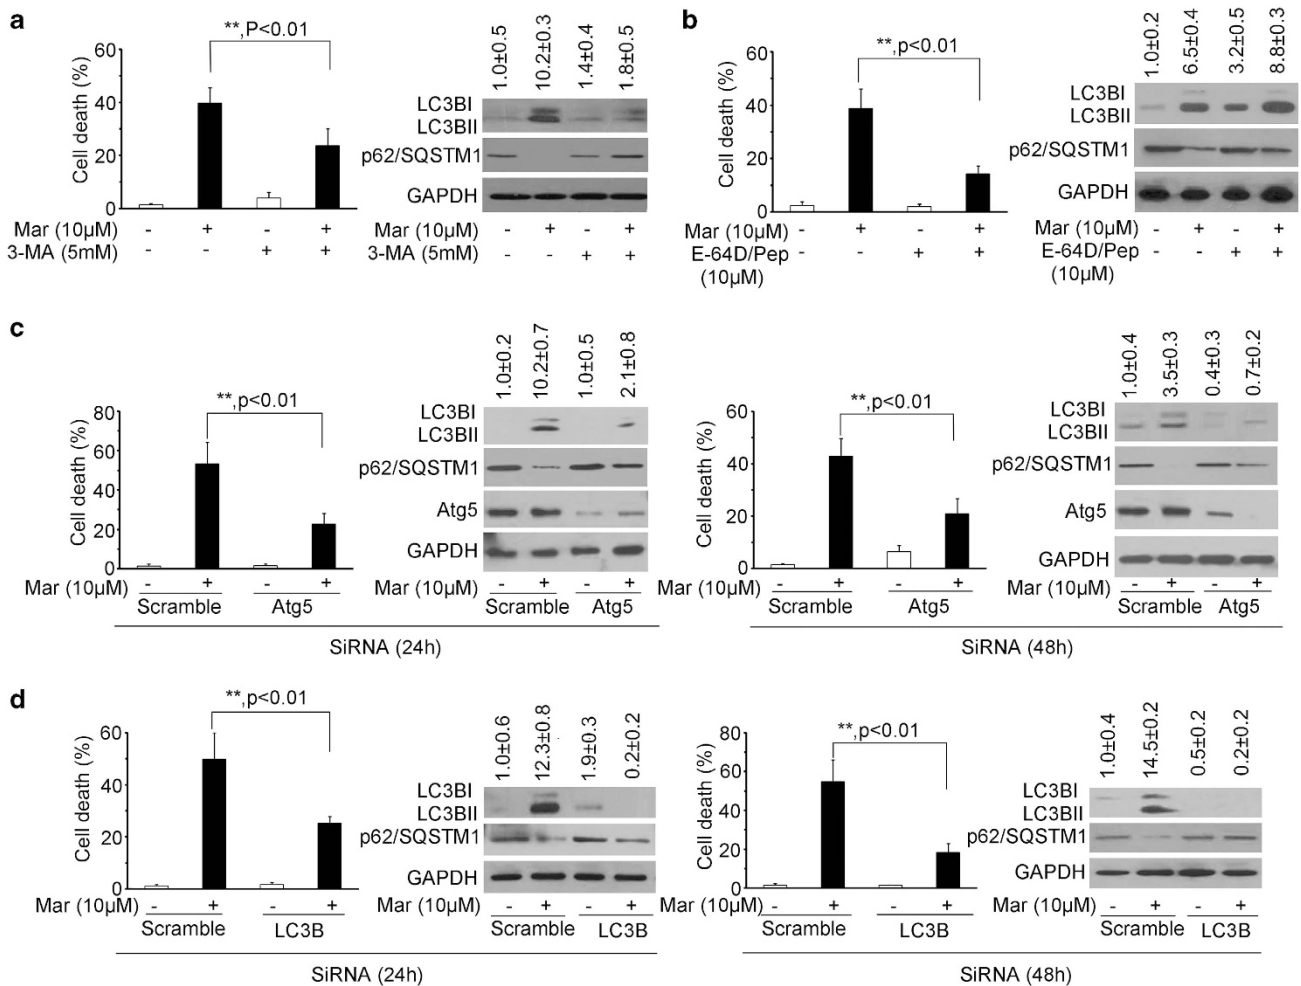 a
**,P<0.01
Cell death (%)
60
40
20
0
Mar (10µM) - + - +
3-MA (5mM) - - + +
1.0±0.5 10.2±0.3 1.4±0.4 1.8±0.5
LC3BI
LC3BII
p62/SQSTM1
GAPDH
Mar (10µM) - + - +
3-MA (5mM) - - + +
b
**,p<0.01
Cell death (%)
60
40
20
0
Mar (10µM) - + - +
E-64D/Pep - - + +
(10µM)
1.0±0.2 6.5±0.4 3.2±0.5 8.8±0.3
LC3BI
LC3BII
p62/SQSTM1
GAPDH
Mar (10µM) - + - +
E-64D/Pep - - + +
(10µM)
c
**,p<0.01
Cell death (%)
80
60
40
20
0
Mar (10µM) - + - +
Scramble Atg5
1.0±0.2 10.2±0.7 1.0±0.5 2.1±0.8
LC3BI
LC3BII
p62/SQSTM1
Atg5
GAPDH
Mar (10µM) - + - +
Scramble Atg5
SiRNA (24h)
**,p<0.01
Cell death (%)
60
40
20
0
Mar (10µM) - + - +
Scramble Atg5
1.0±0.4 3.5±0.3 0.4±0.3 0.7±0.2
LC3BI
LC3BII
p62/SQSTM1
Atg5
GAPDH
Mar (10µM) - + - +
Scramble Atg5
SiRNA (48h)
d
**,p<0.01
Cell death (%)
60
40
20
0
Mar (10µM) - + - +
Scramble LC3B
1.0±0.6 12.3±0.8 1.9±0.3 0.2±0.2
LC3BI
LC3BII
p62/SQSTM1
GAPDH
Mar (10µM) - + - +
Scramble LC3B
SiRNA (24h)
**,p<0.01
Cell death (%)
80
60
40
20
0
Mar (10µM) - + - +
Scramble LC3B
1.0±0.4 14.5±0.2 0.5±0.2 0.2±0.2
LC3BI
LC3BII
p62/SQSTM1
GAPDH
Mar (10µM) - + - +
Scramble LC3B
SiRNA (48h)